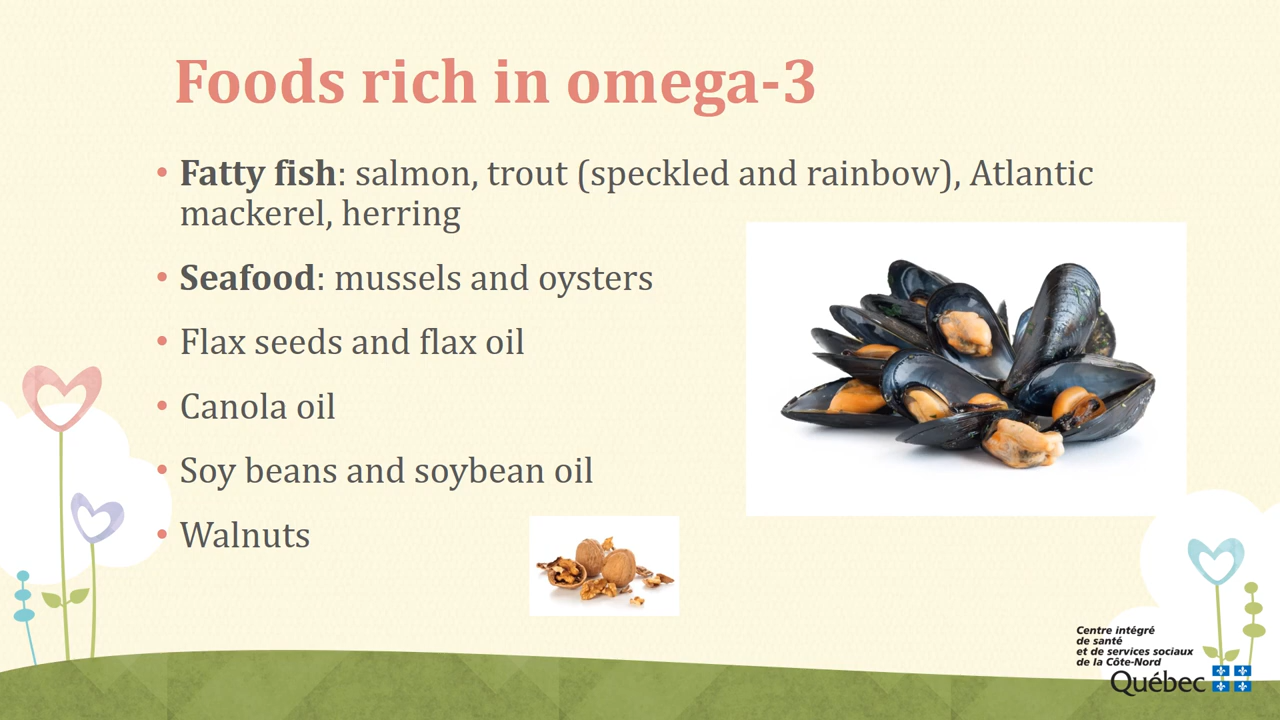 Foods rich in omega-3
• Fatty fish: salmon, trout (speckled and rainbow), Atlantic
mackerel, herring
• Seafood: mussels and oysters
• Flax seeds and flax oil
• Canola oil
• Soy beans and soybean oil
• Walnuts
Centre intégré
de santé
et de services sociaux
de la Côte-Nord
Québec